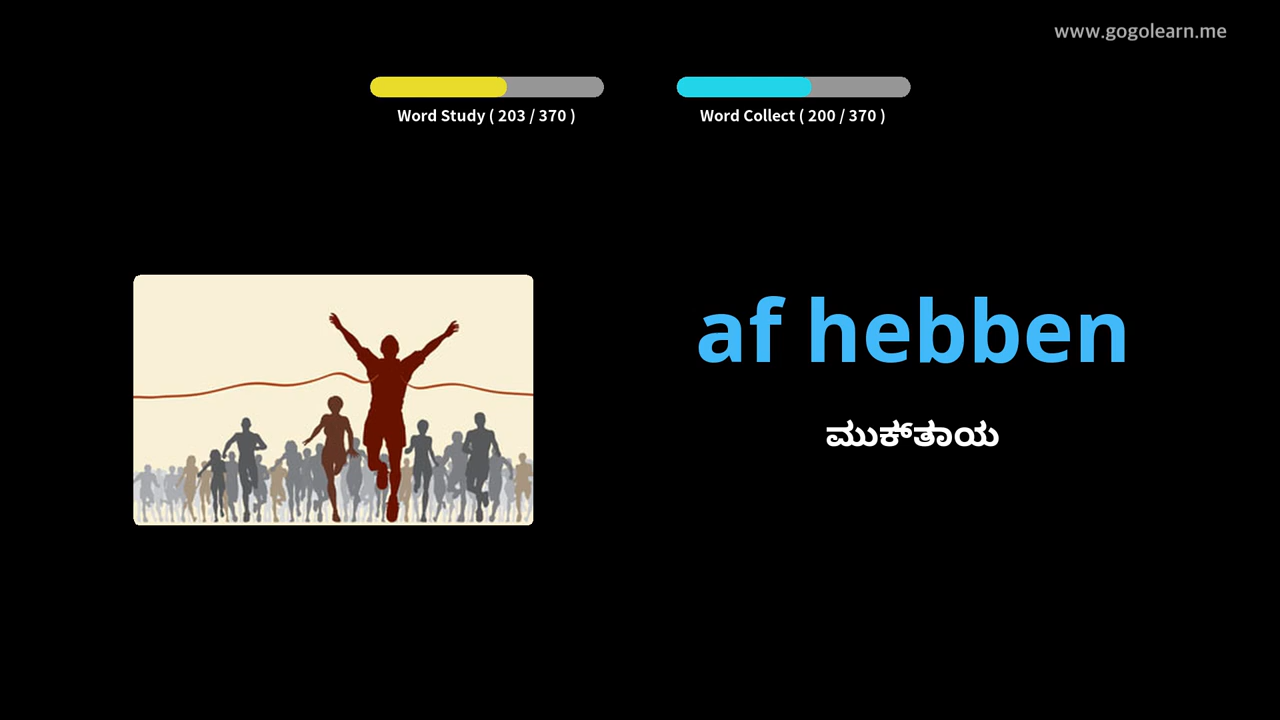 www.gogolearn.me
Word Study ( 203 / 370 )
Word Collect ( 200 / 370 )
af hebben
ಮುಕ್‌ತಾಯ